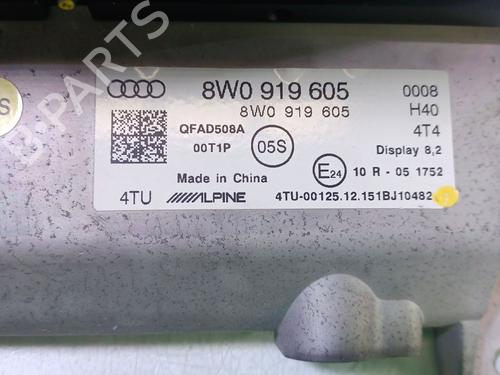 8W0 919 605 0008
8W0 919 605 H40
QFAD508A 4T4
00T1P 05S Display 8,2
Made in China E24 10 R - 05 1752
4TU ALPINE 4TU-00125.12.151BJ10482
S
B-PARTS